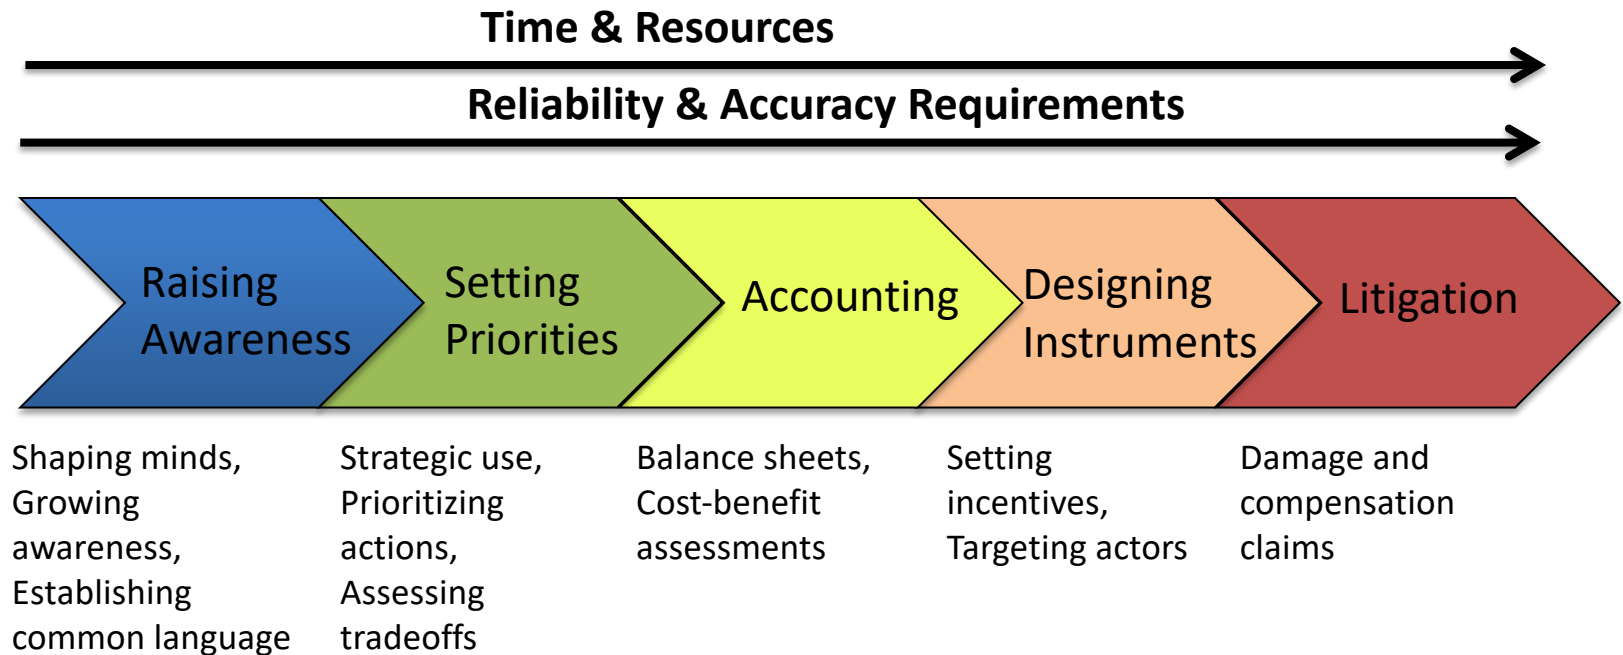 Time & Resources
Reliability & Accuracy Requirements
Raising
Awareness
Setting
Priorities
Accounting
Designing
Instruments
Litigation
Shaping minds,
Growing
awareness,
Establishing
common language
Strategic use,
Prioritizing
actions,
Assessing
tradeoffs
Balance sheets,
Cost-benefit
assessments
Setting
incentives,
Targeting actors
Damage and
compensation
claims